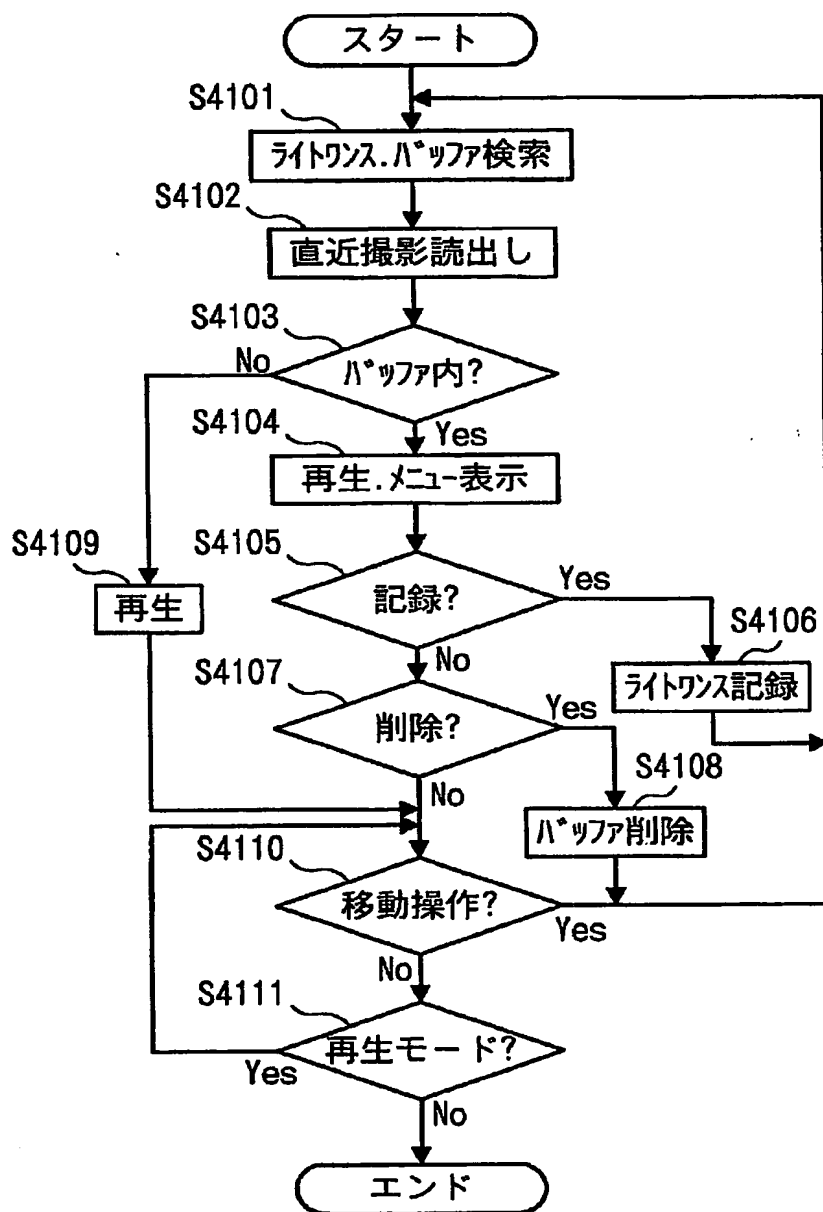 スタート
S4101
ライトワンス.バッファ検索
S4102
直近撮影読出し
S4103
No
バッファ内?
Yes
S4104
再生.メニュー表示
S4109
再生
S4105
記録?
Yes
No
S4106
ライトワンス記録
S4107
削除?
Yes
No
S4108
バッファ削除
S4110
移動操作?
Yes
No
S4111
再生モード?
Yes
No
エンド